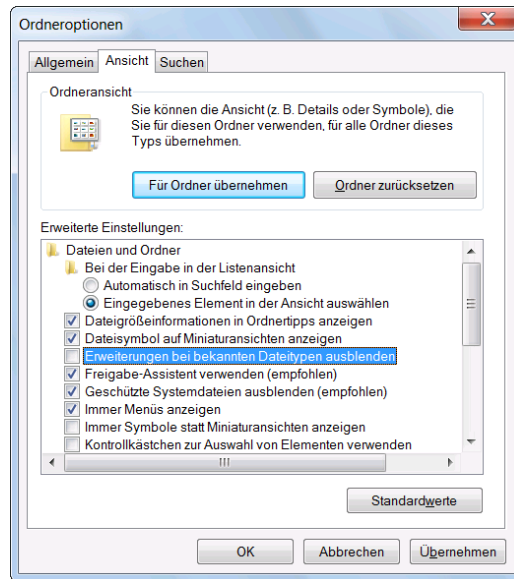 Ordneroptionen
Allgemein Ansicht Suchen
Ordneransicht
Sie können die Ansicht (z. B. Details oder Symbole), die
Sie für diesen Ordner verwenden, für alle Ordner dieses
Typs übernehmen.
Für Ordner übernehmen Ordner zurücksetzen
Erweiterte Einstellungen:
Dateien und Ordner
Bei der Eingabe in der Listenansicht
Automatisch in Suchfeld eingeben
Eingegebenes Element in der Ansicht auswählen
Dateigrößeinformationen in Ordnertipps anzeigen
Dateisymbol auf Miniaturansichten anzeigen
Erweiterungen bei bekannten Dateitypen ausblenden
Freigabe-Assistent verwenden (empfohlen)
Geschützte Systemdateien ausblenden (empfohlen)
Immer Menüs anzeigen
Immer Symbole statt Miniaturansichten anzeigen
Kontrollkästchen zur Auswahl von Elementen verwenden
Standardwerte
OK Abbrechen Übernehmen